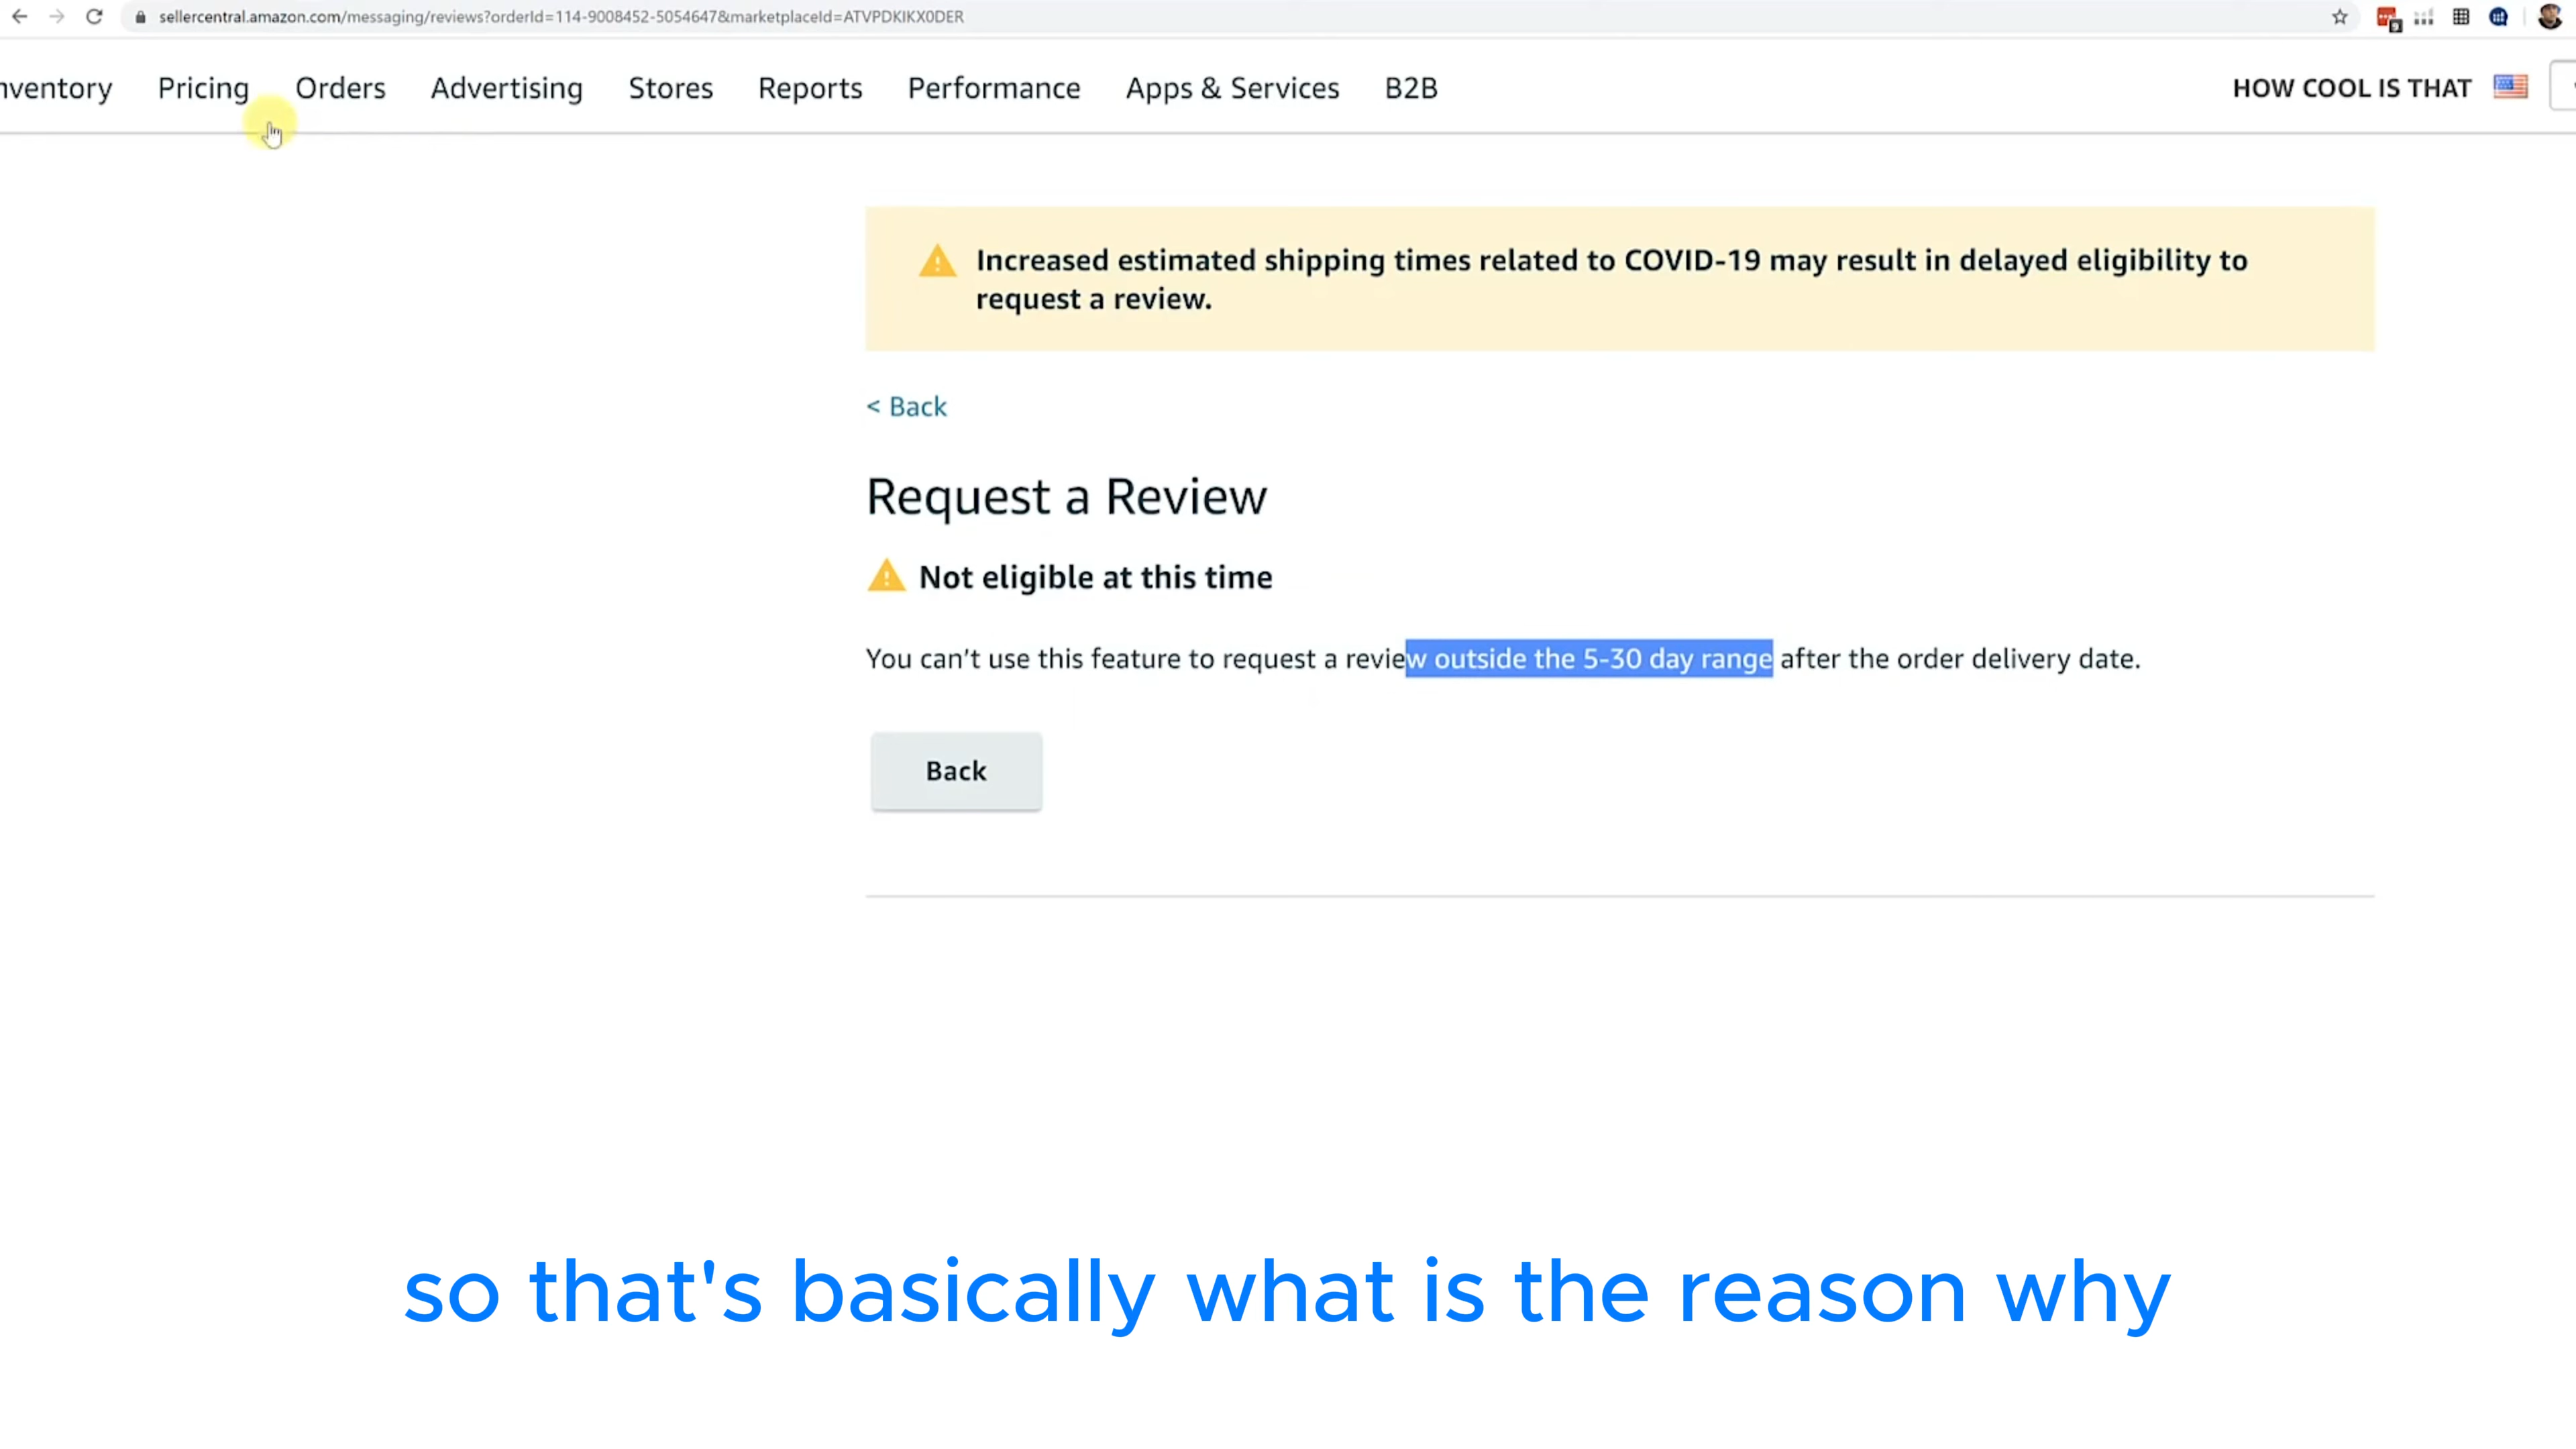 sellercentral.amazon.com/messaging/reviews?orderId=114-9008452-5054647&marketplaceId=ATVPDKIKX0DER
nventory Pricing Orders Advertising Stores Reports Performance Apps & Services B2B HOW COOL IS THAT
Increased estimated shipping times related to COVID-19 may result in delayed eligibility to
request a review.
< Back
Request a Review
Not eligible at this time
You can't use this feature to request a review outside the 5-30 day range after the order delivery date.
Back
so that's basically what is the reason why